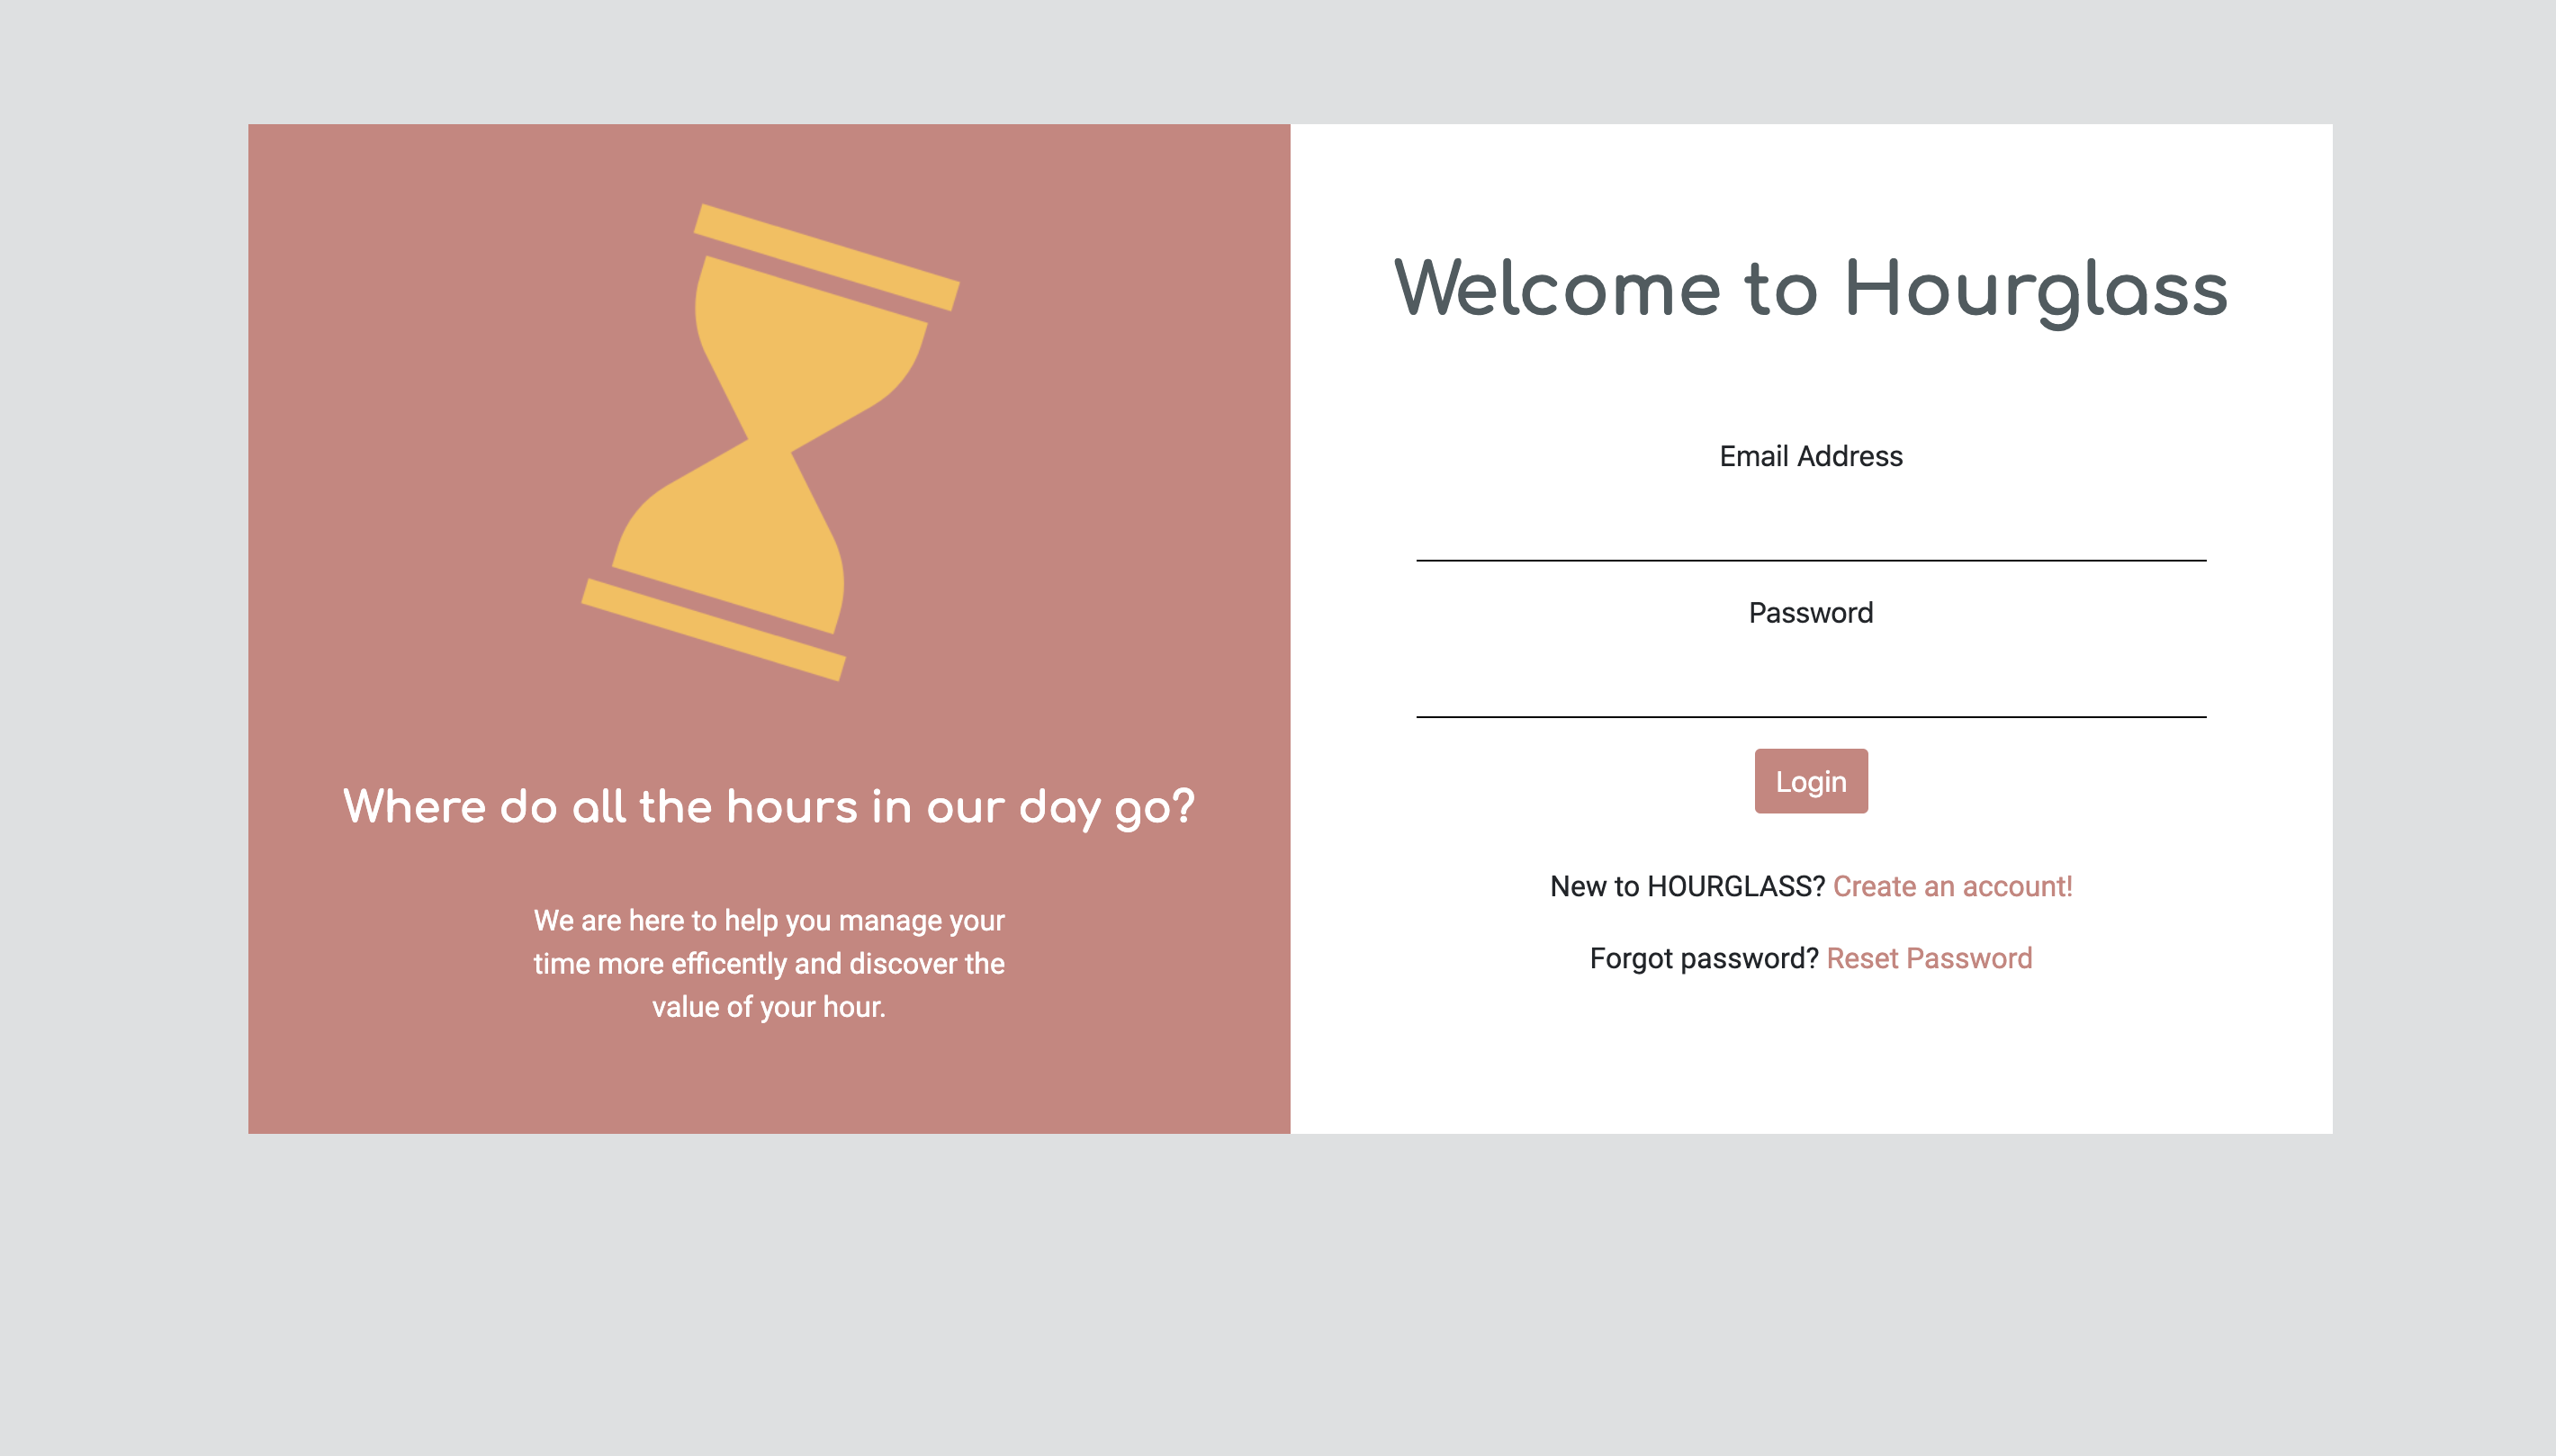 Where do all the hours in our day go?
We are here to help you manage your
time more efficently and discover the
value of your hour.
Welcome to Hourglass
Email Address
Password
Login
New to HOURGLASS? Create an account!
Forgot password? Reset Password